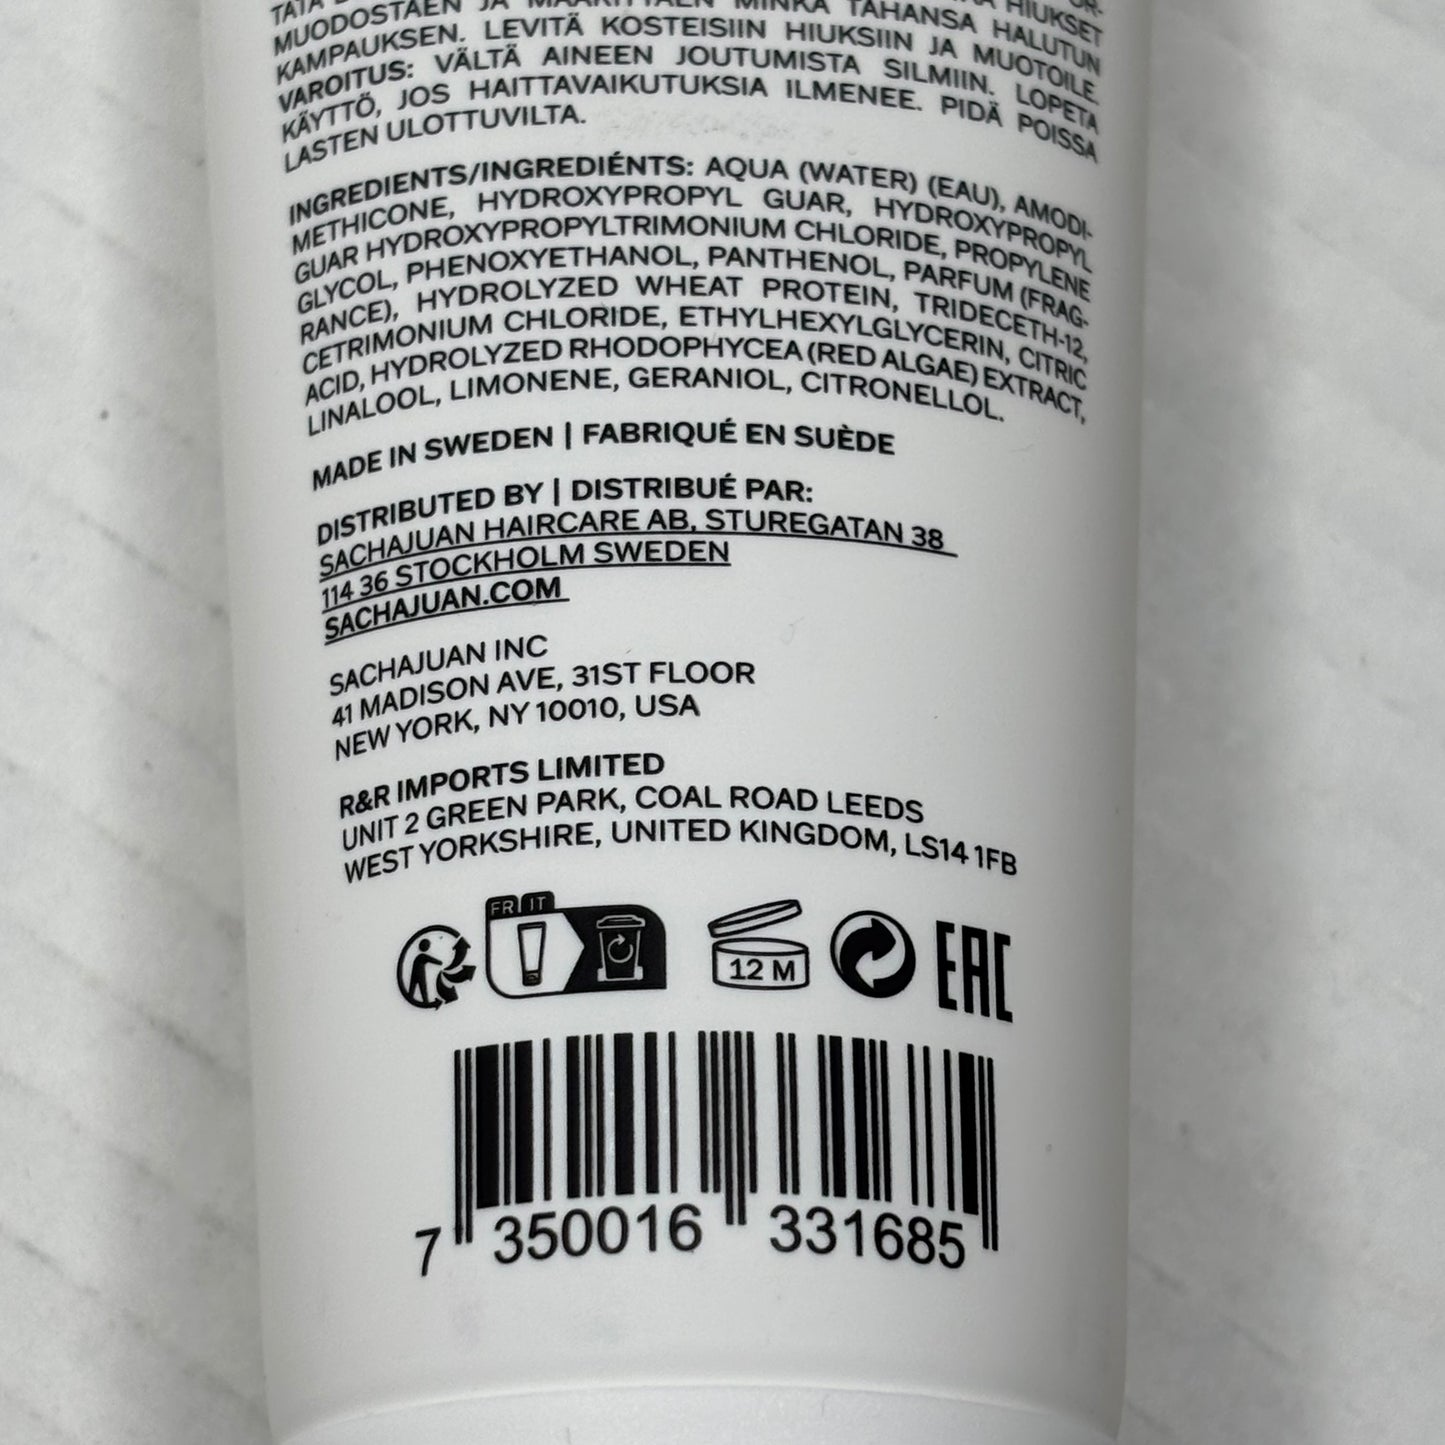 TÄTÄ
HIUKSET
MUODOSTAEN JA MÄÄRITTÄEN MINKÄ TAHANSA HALUTUN
KAMPAUKSEN. LEVITÄ KOSTEISIIN HIUKSIIN JA MUOTOILE.
VAROITUS: VÄLTÄ AINEEN JOUTUMISTA SILMIIN. LOPETA
KÄYTTÖ, JOS HAITTAVAIKUTUKSIA ILMENEE. PIDÄ POISSA
LASTEN ULOTTUVILTA.
INGREDIENTS/INGREDIÉNTS: AQUA (WATER) (EAU), AMODI-
METHICONE, HYDROXYPROPYL GUAR, HYDROXYPROPYL
GUAR HYDROXYPROPYLTRIMONIUM CHLORIDE, PROPYLENE
GLYCOL, PHENOXYETHANOL, PANTHENOL, PARFUM (FRAG-
RANCE), HYDROLYZED WHEAT PROTEIN, TRIDECETH-12,
CETRIMONIUM CHLORIDE, ETHYLHEXYLGLYCERIN, CITRIC
ACID, HYDROLYZED RHODOPHYCEA (RED ALGAE) EXTRACT,
LINALOOL, LIMONENE, GERANIOL, CITRONELLOL.
MADE IN SWEDEN | FABRIQUÉ EN SUÈDE
DISTRIBUTED BY | DISTRIBUÉ PAR:
SACHAJUAN HAIRCARE AB, STUREGATAN 38
114 36 STOCKHOLM SWEDEN
SACHAJUAN.COM
SACHAJUAN INC
41 MADISON AVE, 31ST FLOOR
NEW YORK, NY 10010, USA
R&R IMPORTS LIMITED
UNIT 2 GREEN PARK, COAL ROAD LEEDS
WEST YORKSHIRE, UNITED KINGDOM, LS14 1FB
FR IT
12 M
EAC
7 350016 331685